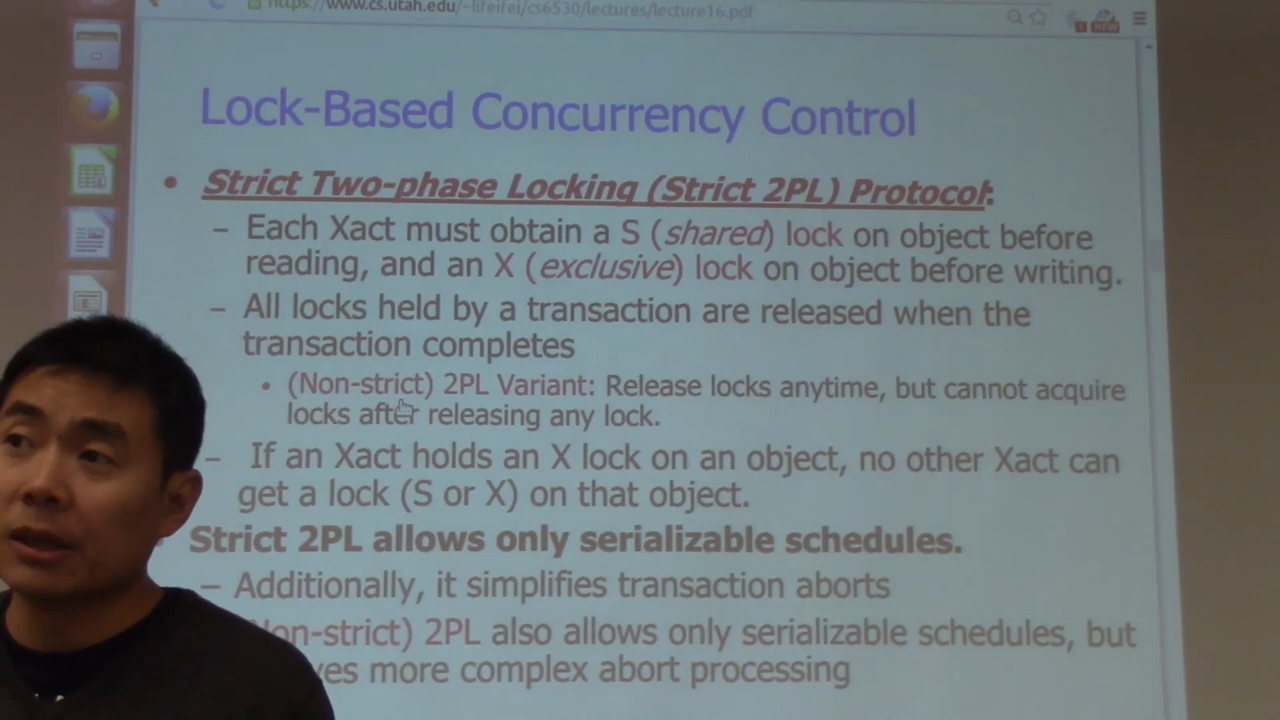 https://www.cs.utah.edu/~lifeifei/cs6530/lectures/lecture16.pdf
NEW
Lock-Based Concurrency Control
• Strict Two-phase Locking (Strict 2PL) Protocol:
– Each Xact must obtain a S (shared) lock on object before
reading, and an X (exclusive) lock on object before writing.
– All locks held by a transaction are released when the
transaction completes
• (Non-strict) 2PL Variant: Release locks anytime, but cannot acquire
locks after releasing any lock.
– If an Xact holds an X lock on an object, no other Xact can
get a lock (S or X) on that object.
Strict 2PL allows only serializable schedules.
– Additionally, it simplifies transaction aborts
on-strict) 2PL also allows only serializable schedules, but
ves more complex abort processing